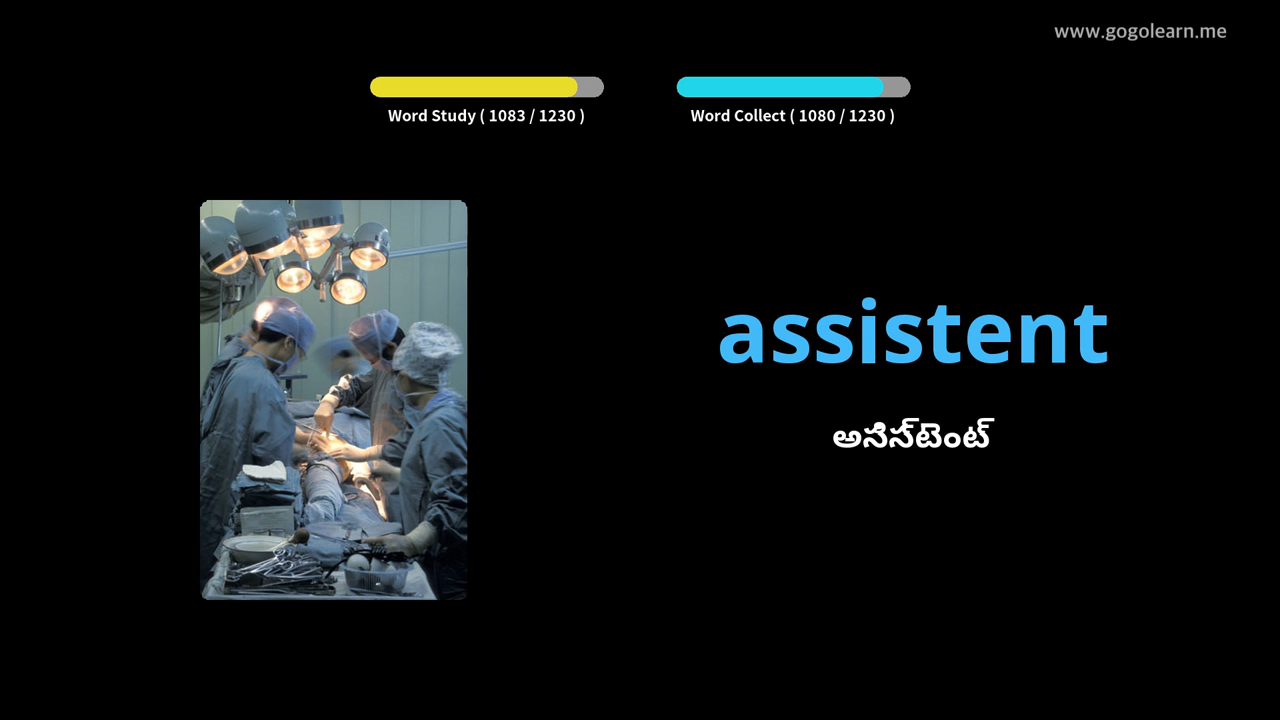 www.gogolearn.me
Word Study ( 1083 / 1230 )
Word Collect ( 1080 / 1230 )
assistent
అసిస్టెంట్